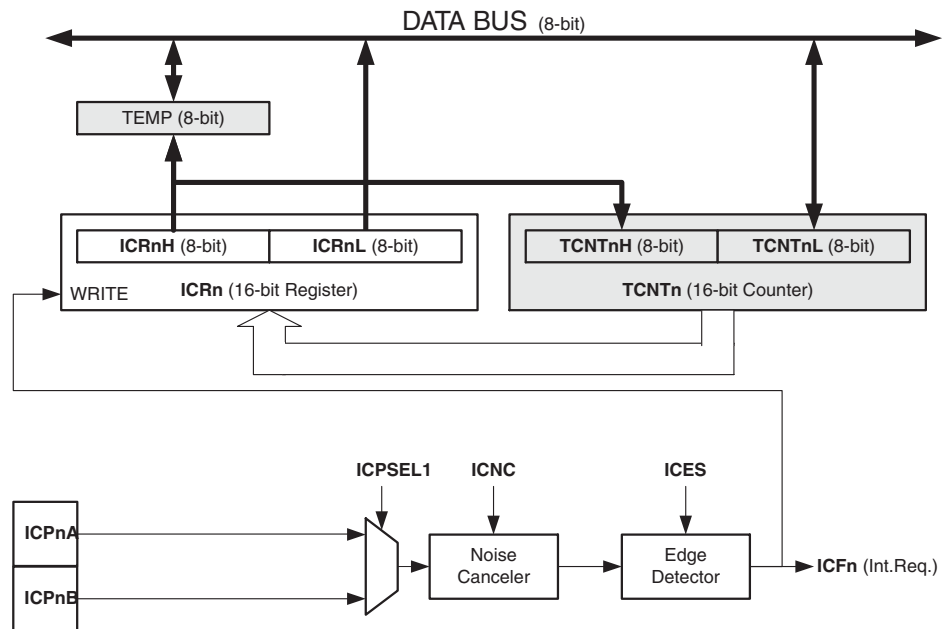 DATA BUS (8-bit)
TEMP (8-bit)
ICRnH (8-bit) ICRnL (8-bit) TCNTnH (8-bit) TCNTnL (8-bit)
WRITE ICRn (16-bit Register) TCNTn (16-bit Counter)
ICPSEL1 ICNC ICES
ICPnA
Noise Canceler
Edge Detector
ICFn (Int.Req.)
ICPnB